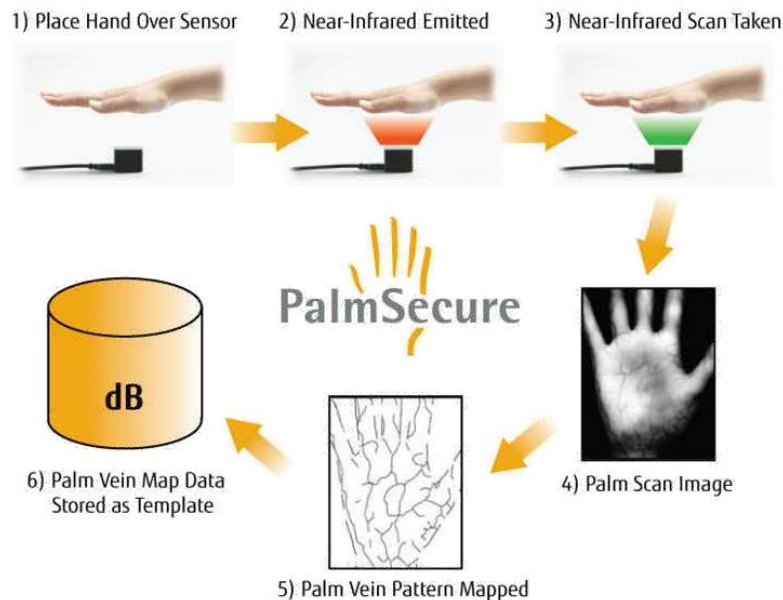 1) Place Hand Over Sensor
2) Near-Infrared Emitted
3) Near-Infrared Scan Taken
PalmSecure
4) Palm Scan Image
5) Palm Vein Pattern Mapped
dB
6) Palm Vein Map Data
Stored as Template